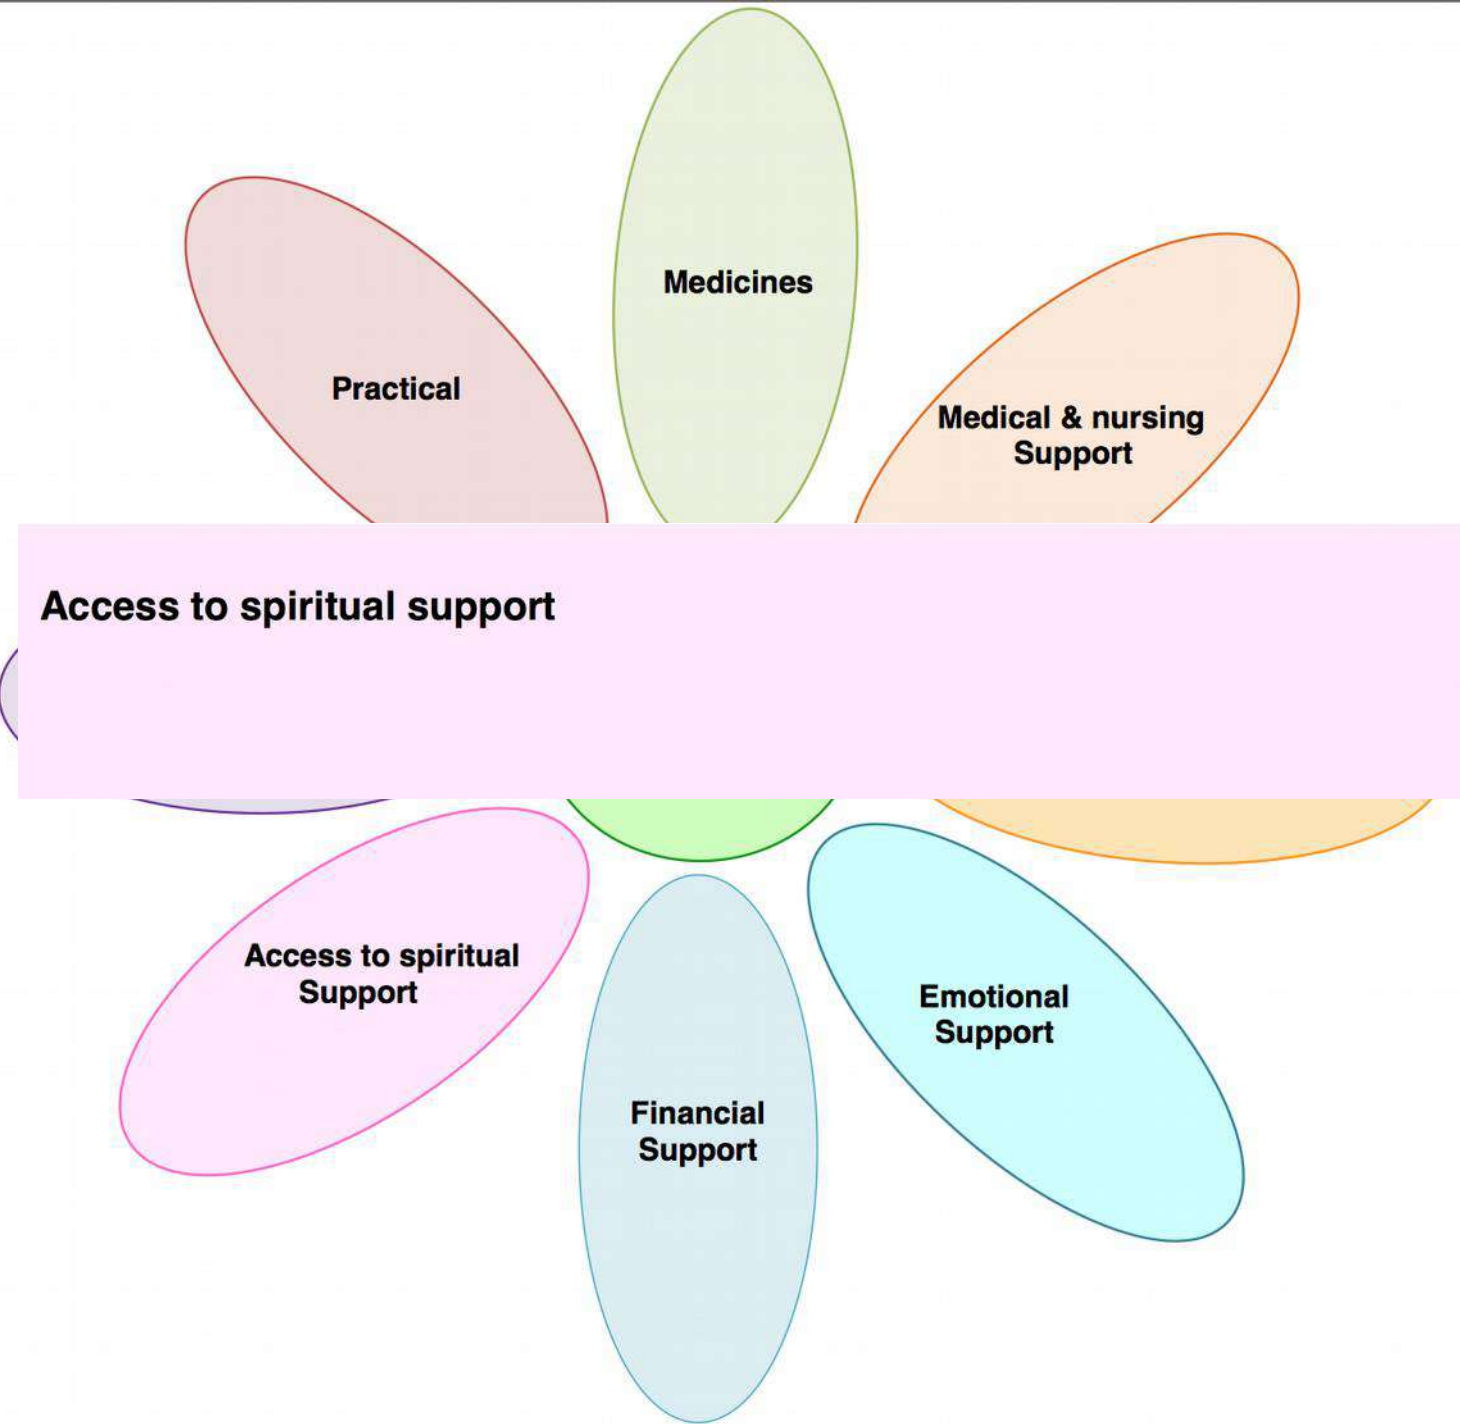 Medicines
Practical
Medical & nursing
Support
Access to spiritual support
Access to spiritual
Support
Emotional
Support
Financial
Support